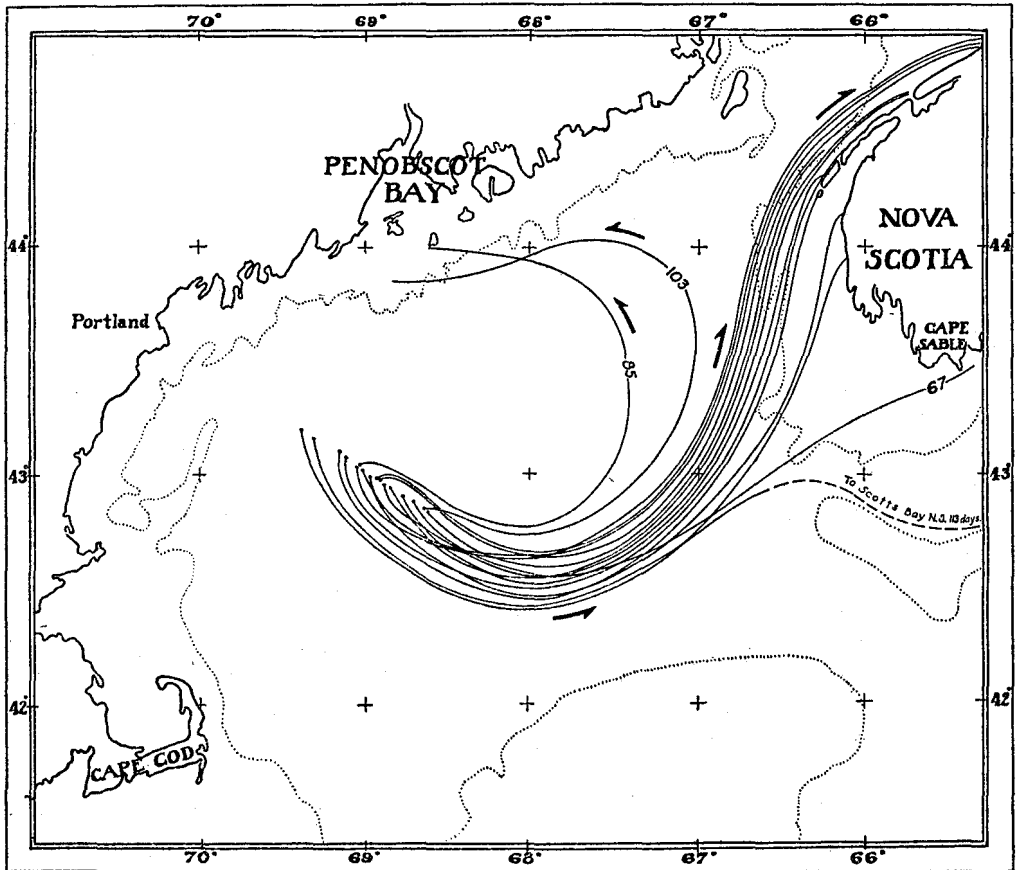 70° 69° 68° 67° 66°
PENOBSCOT
BAY
NOVA
SCOTIA
44° 44°
103
Portland
CAPE
SABLE
85
67
43° 43
To Scotts Bay N.S. 113 days.
42° 42°
CAPE COD
70° 69° 68° 67° 66°